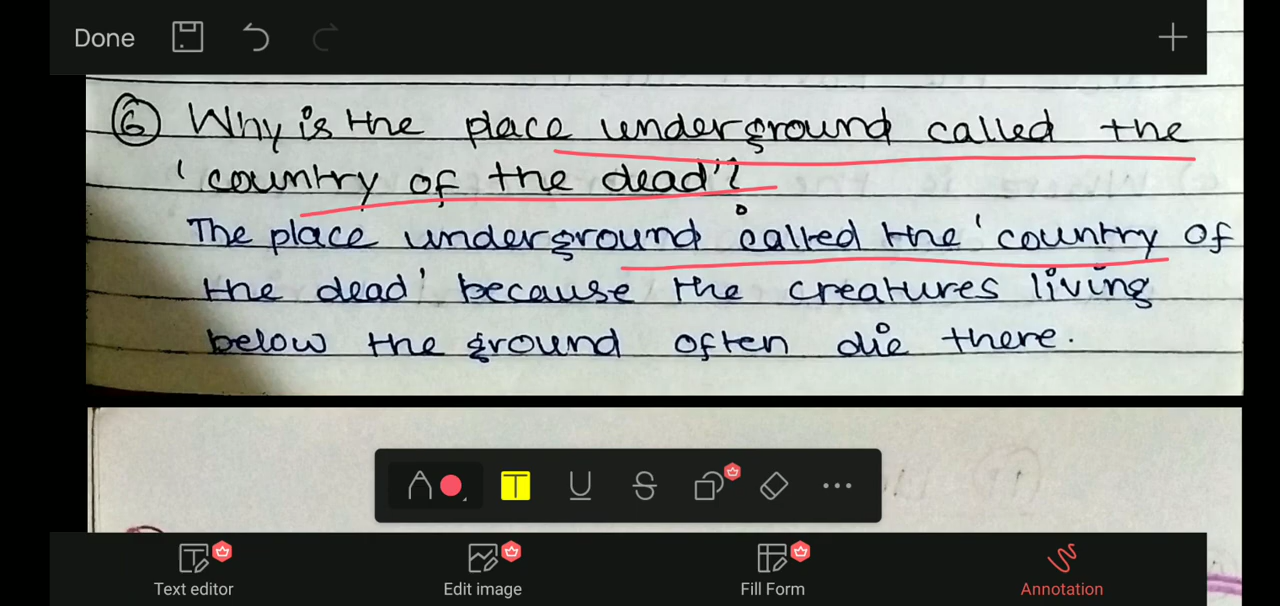 Done
⑥ Why is the place underground called the
'country of the dead'?
The place underground called the 'country of
the dead' because the creatures living
below the ground often die there.
T
U
S
Text editor
Edit image
Fill Form
Annotation